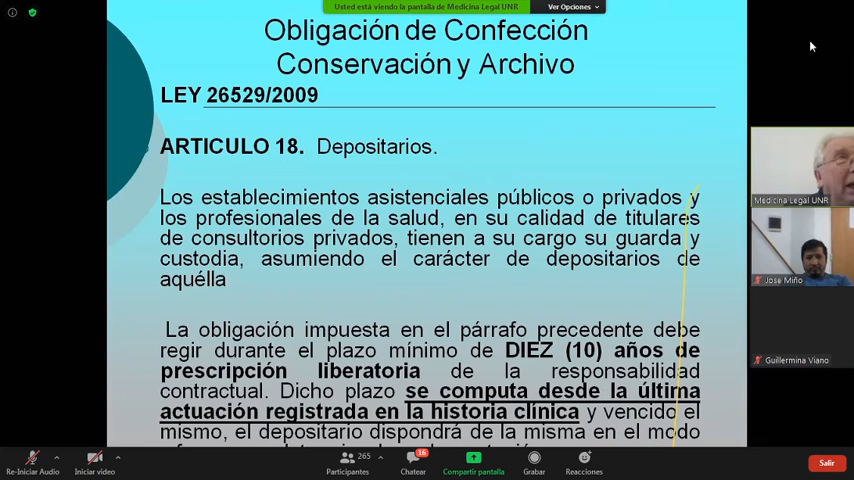 Usted está viendo la pantalla de Medicina Legal UNR
Ver Opciones
Obligación de Confección
Conservación y Archivo
LEY 26529/2009
ARTICULO 18. Depositarios.
Los establecimientos asistenciales públicos o privados y
los profesionales de la salud, en su calidad de titulares
de consultorios privados, tienen a su cargo su guarda y
custodia, asumiendo el carácter de depositarios de
aquélla
La obligación impuesta en el párrafo precedente debe
regir durante el plazo mínimo de DIEZ (10) años de
prescripción liberatoria de la responsabilidad
contractual. Dicho plazo se computa desde la última
actuación registrada en la historia clínica y vencido el
mismo, el depositario dispondrá de la misma en el modo
Medicina Legal UNR
Jose Miño
Guillermina Viano
Re-Iniciar Audio
Iniciar video
265
Participantes
16
Chatear
Compartir pantalla
Grabar
Reacciones
Salir